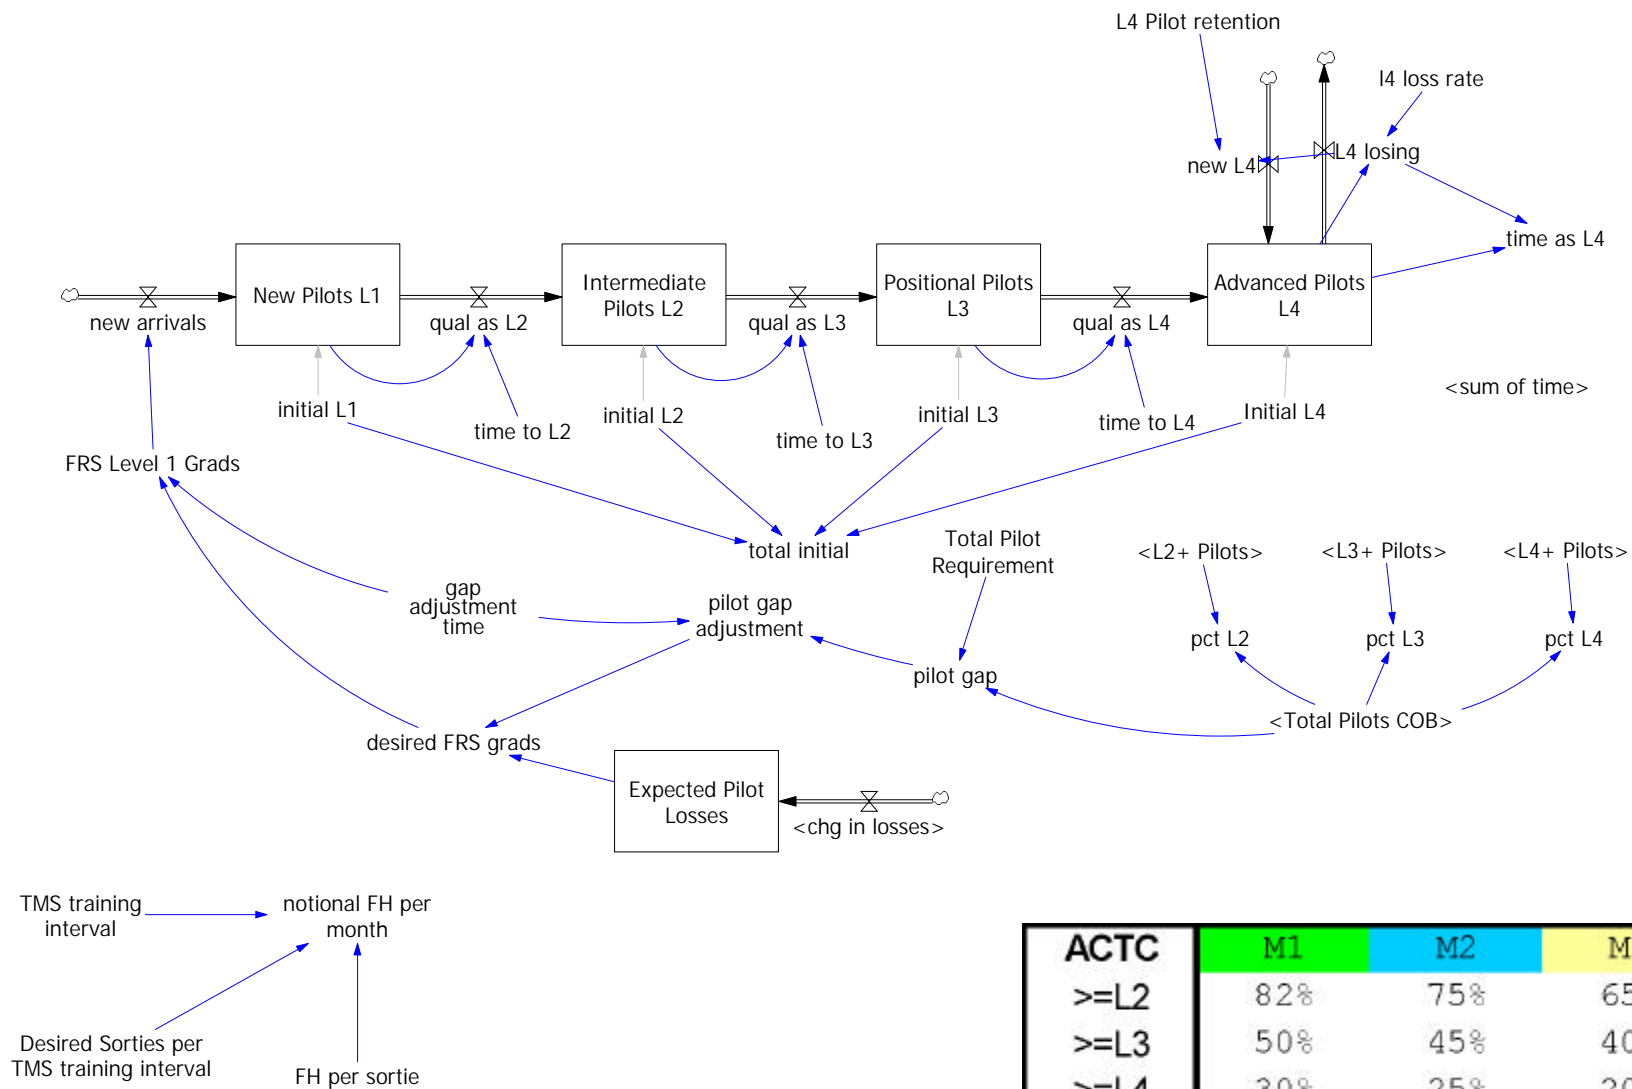 L4 Pilot retention
l4 loss rate
new L4
L4 losing
time as L4
New Pilots L1
Intermediate
Pilots L2
Positional Pilots
L3
Advanced Pilots
L4
new arrivals
qual as L2
qual as L3
qual as L4
<sum of time>
initial L1
initial L2
initial L3
Initial L4
time to L2
time to L3
time to L4
FRS Level 1 Grads
total initial
Total Pilot
Requirement
<L2+ Pilots>
<L3+ Pilots>
<L4+ Pilots>
gap
adjustment
time
pilot gap
adjustment
pct L2
pct L3
pct L4
pilot gap
<Total Pilots COB>
desired FRS grads
Expected Pilot
Losses
<chg in losses>
TMS training
interval
notional FH per
month
Desired Sorties per
TMS training interval
FH per sortie
ACTC M1 M2 M
>=L2 82% 75% 65
>=L3 50% 45% 40
>=L4 30% 25% 20